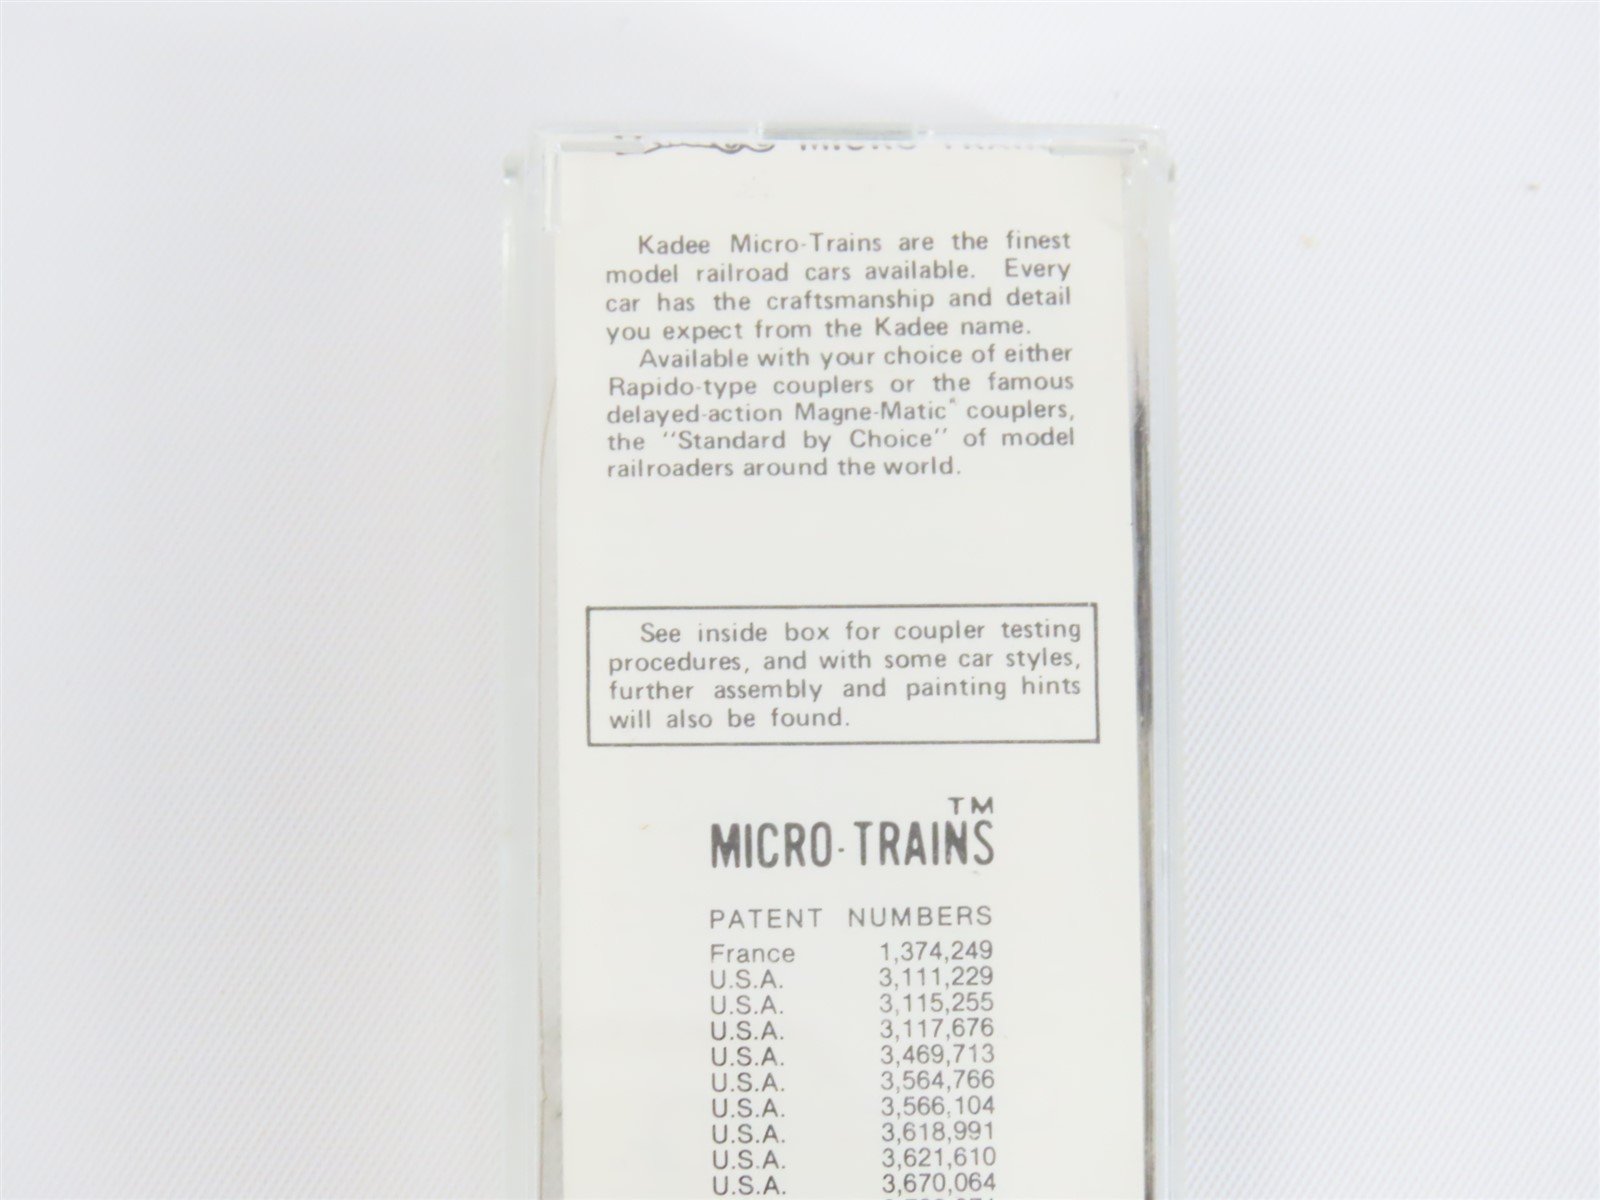 Kadee Micro-Trains are the finest
model railroad cars available. Every
car has the craftsmanship and detail
you expect from the Kadee name.
Available with your choice of either
Rapido-type couplers or the famous
delayed-action Magne-Matic® couplers,
the "Standard by Choice" of model
railroaders around the world.
See inside box for coupler testing
procedures, and with some car styles,
further assembly and painting hints
will also be found.
MICRO-TRAINS™
PATENT NUMBERS
France 1,374,249
U.S.A. 3,111,229
U.S.A. 3,115,255
U.S.A. 3,117,676
U.S.A. 3,469,713
U.S.A. 3,564,766
U.S.A. 3,566,104
U.S.A. 3,618,991
U.S.A. 3,621,610
U.S.A. 3,670,064